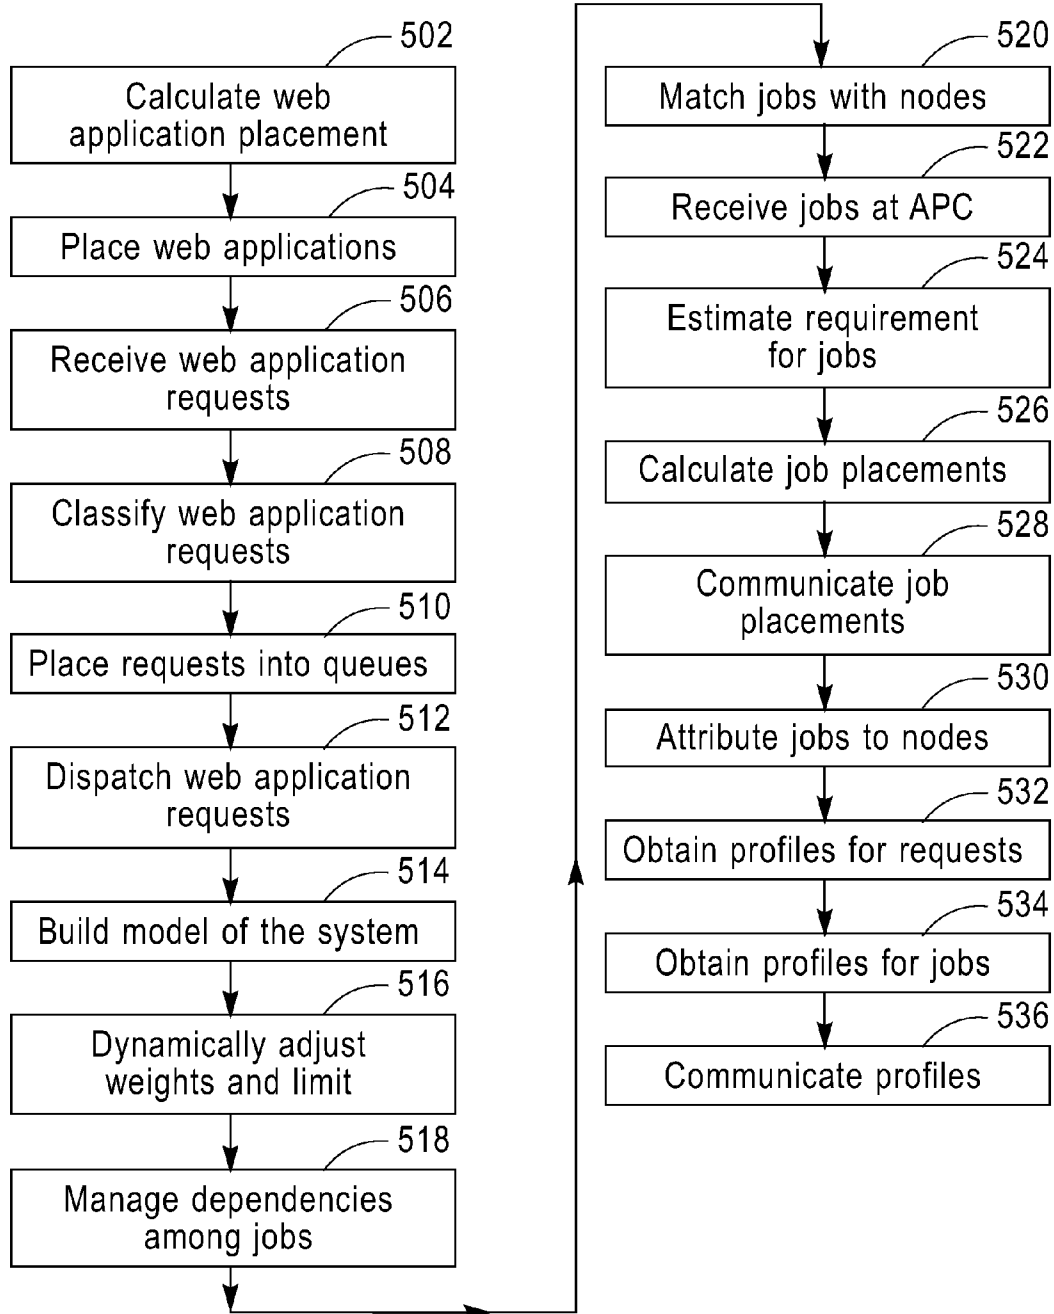 502
Calculate web
application placement
504
Place web applications
506
Receive web application
requests
508
Classify web application
requests
510
Place requests into queues
512
Dispatch web application
requests
514
Build model of the system
516
Dynamically adjust
weights and limit
518
Manage dependencies
among jobs
520
Match jobs with nodes
522
Receive jobs at APC
524
Estimate requirement
for jobs
526
Calculate job placements
528
Communicate job
placements
530
Attribute jobs to nodes
532
Obtain profiles for requests
534
Obtain profiles for jobs
536
Communicate profiles